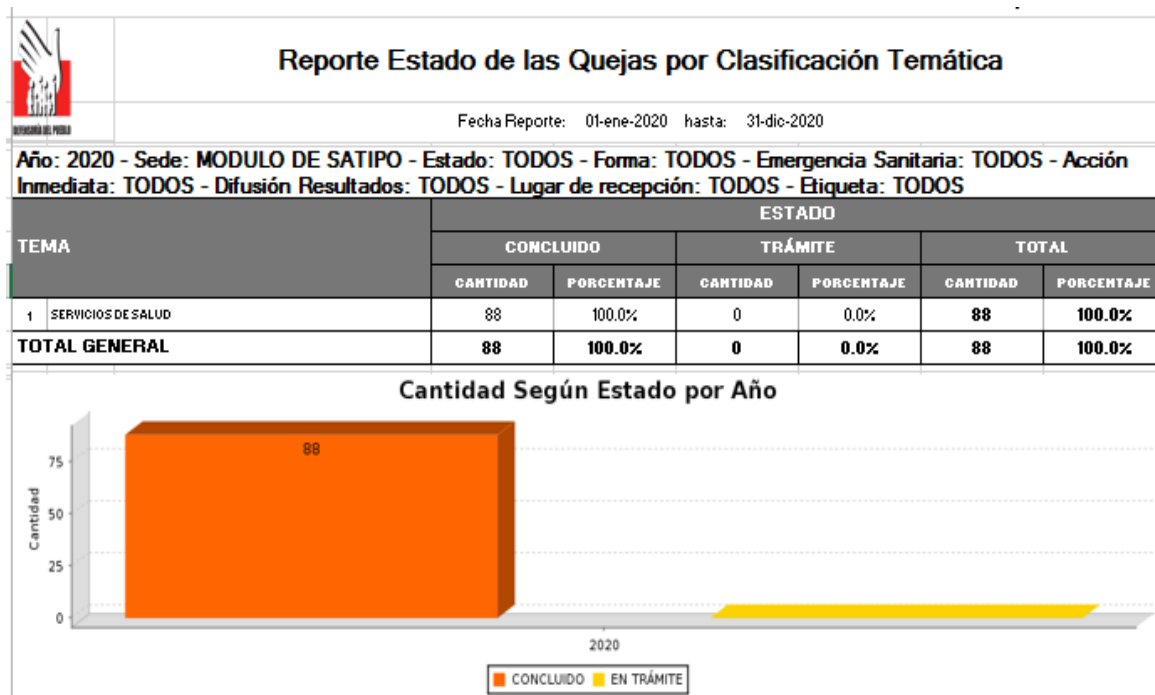 Reporte Estado de las Quejas por Clasificación Temática
DEFENSORÍA DEL PUEBLO
Fecha Reporte: 01-ene-2020 hasta: 31-dic-2020
Año: 2020 - Sede: MODULO DE SATIPO - Estado: TODOS - Forma: TODOS - Emergencia Sanitaria: TODOS - Acción
Inmediata: TODOS - Difusión Resultados: TODOS - Lugar de recepción: TODOS - Etiqueta: TODOS
ESTADO
TEMA CONCLUIDO TRÁMITE TOTAL
CANTIDAD PORCENTAJE CANTIDAD PORCENTAJE CANTIDAD PORCENTAJE
1 SERVICIOS DE SALUD 88 100.0% 0 0.0% 88 100.0%
TOTAL GENERAL 88 100.0% 0 0.0% 88 100.0%
Cantidad Según Estado por Año
88
75
50
25
0
Cantidad
2020
CONCLUIDO EN TRÁMITE